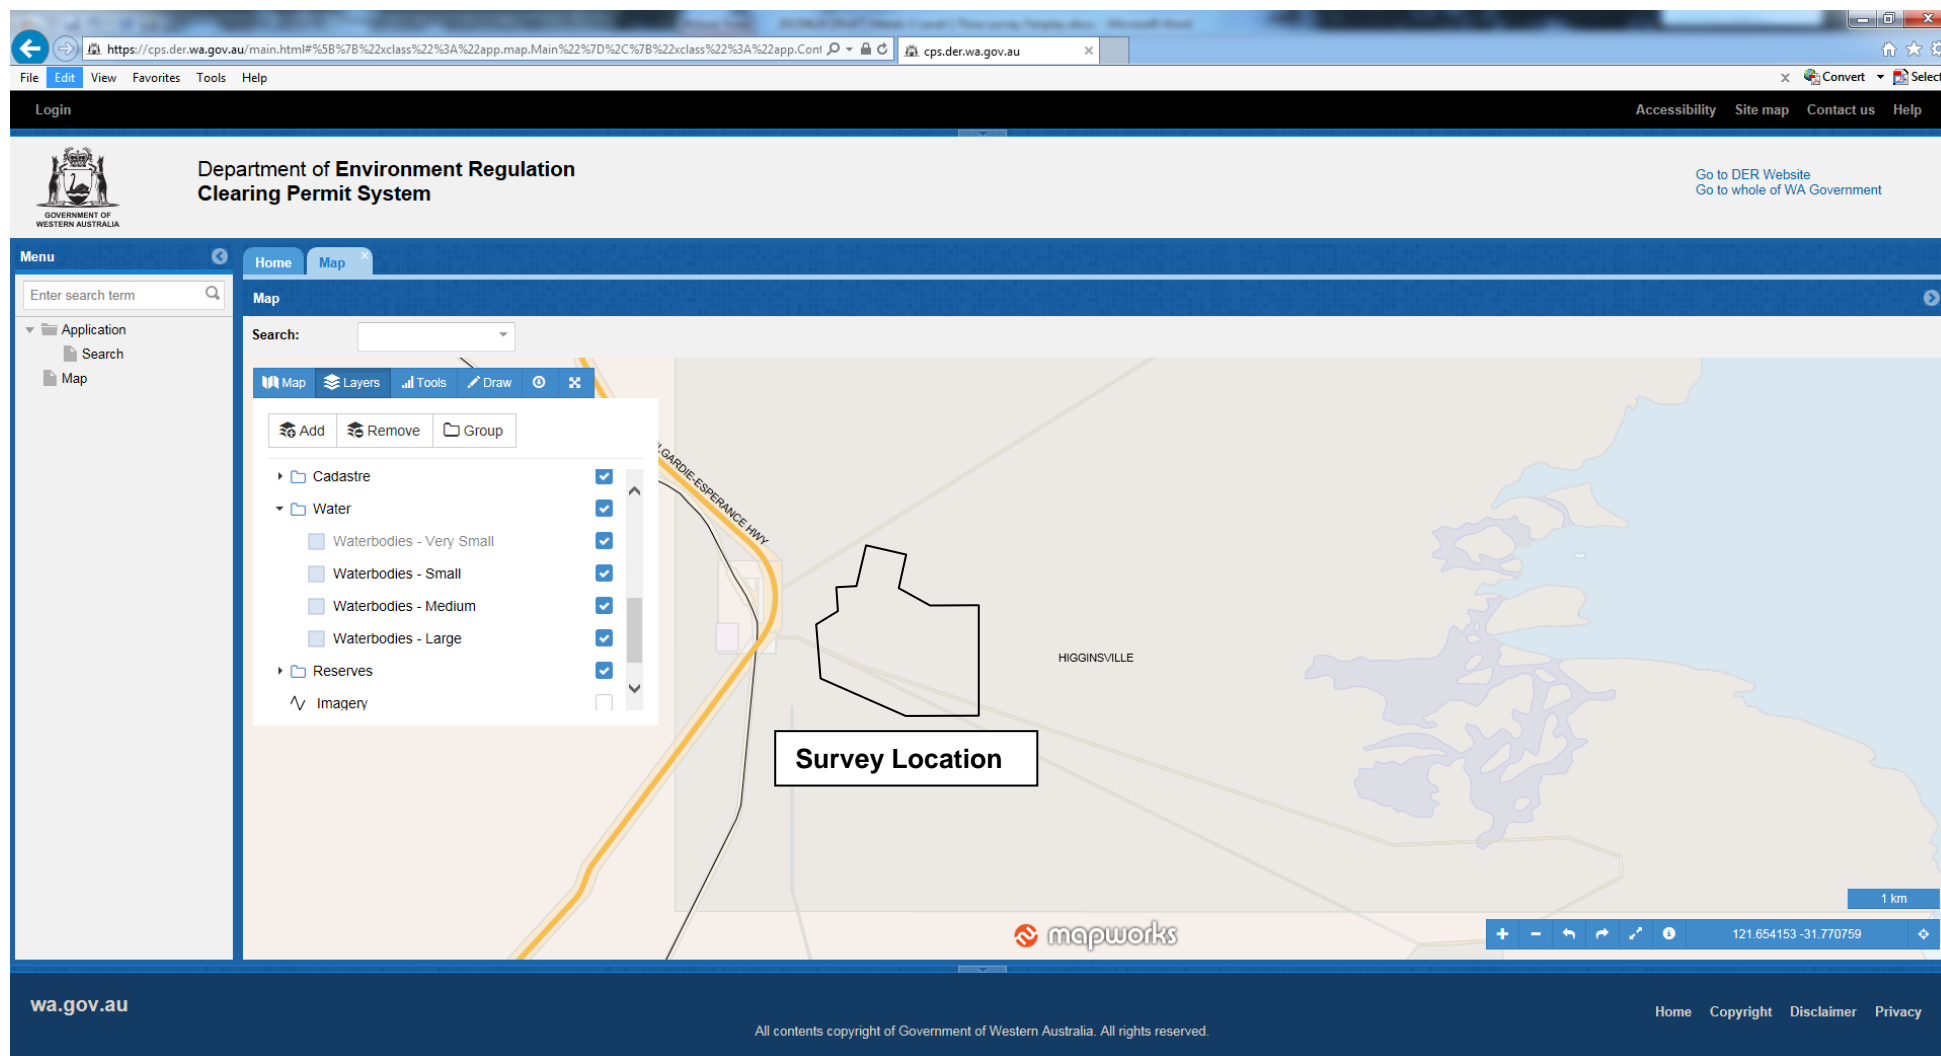 https://cps.der.wa.gov.au/main.html#%5B%7B%22xclass%22%3A%22app.map.Main%22%7D%2C%7B%22xclass%22%3A%22app.Cont
cps.der.wa.gov.au
File Edit View Favorites Tools Help
x Convert Select
Login
Accessibility Site map Contact us Help
GOVERNMENT OF
WESTERN AUSTRALIA
Department of Environment Regulation
Clearing Permit System
Go to DER Website
Go to whole of WA Government
Menu
Home Map
Enter search term
Map
Application
Search
Map
Search:
Map Layers Tools Draw
Add Remove Group
Cadastre
Water
Waterbodies - Very Small
Waterbodies - Small
Waterbodies - Medium
Waterbodies - Large
Reserves
Imagery
LGARDIE-ESPERANCE HWY
HIGGINSVILLE
Survey Location
1 km
mapworks
121.654153 -31.770759
wa.gov.au
Home Copyright Disclaimer Privacy
All contents copyright of Government of Western Australia. All rights reserved.